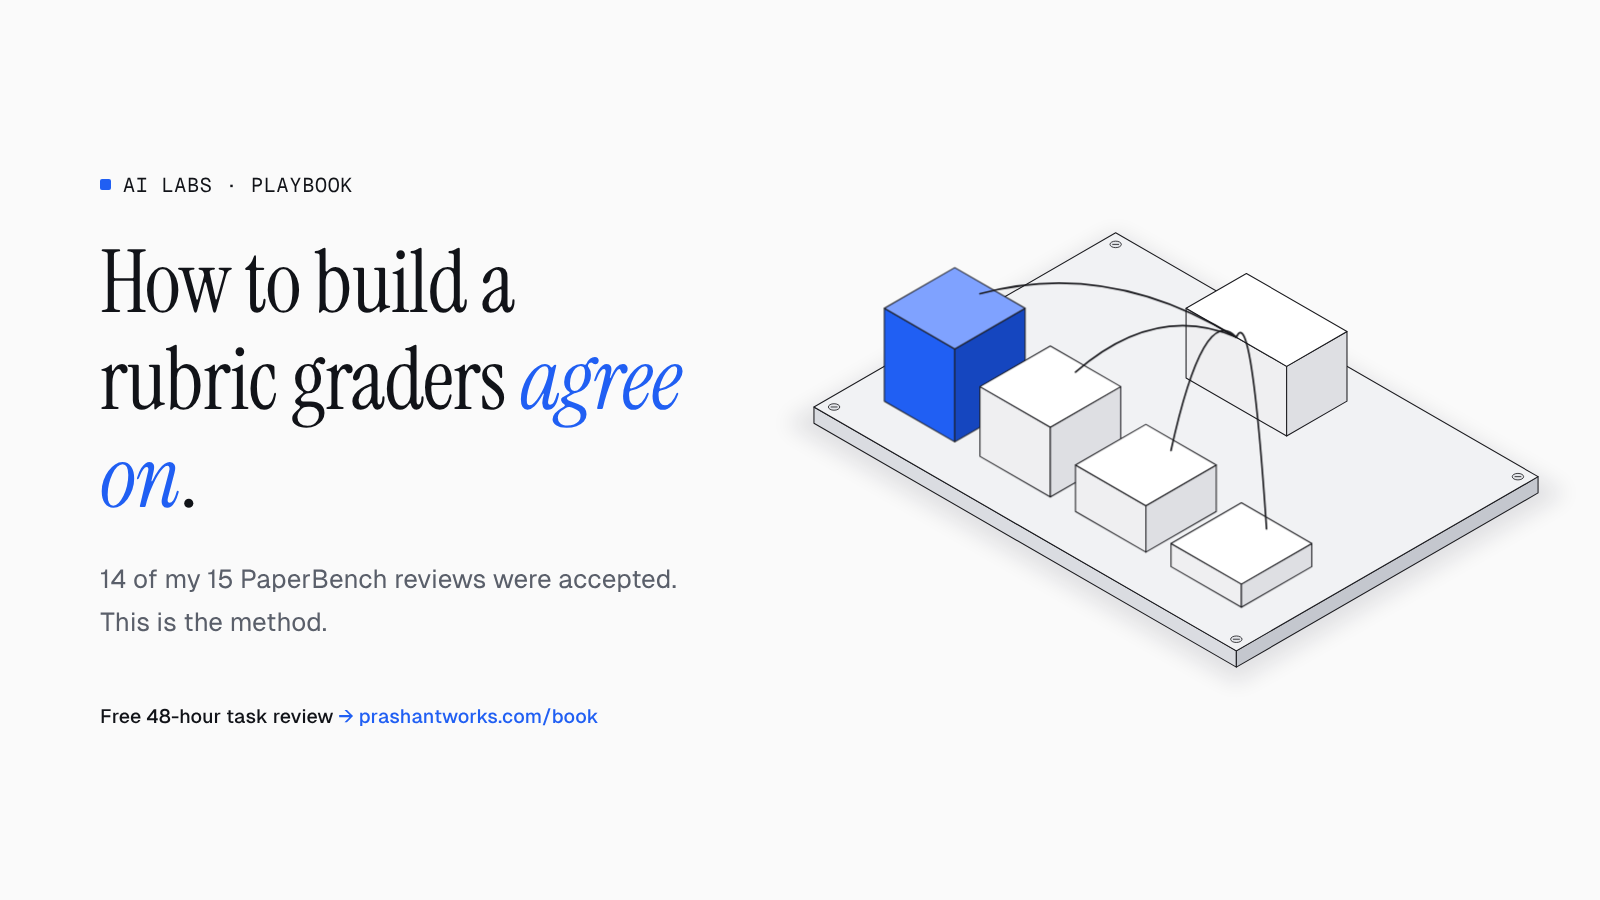 AI LABS · PLAYBOOK
How to build a
rubric graders agree
on.
14 of my 15 PaperBench reviews were accepted.
This is the method.
Free 48-hour task review → prashantworks.com/book